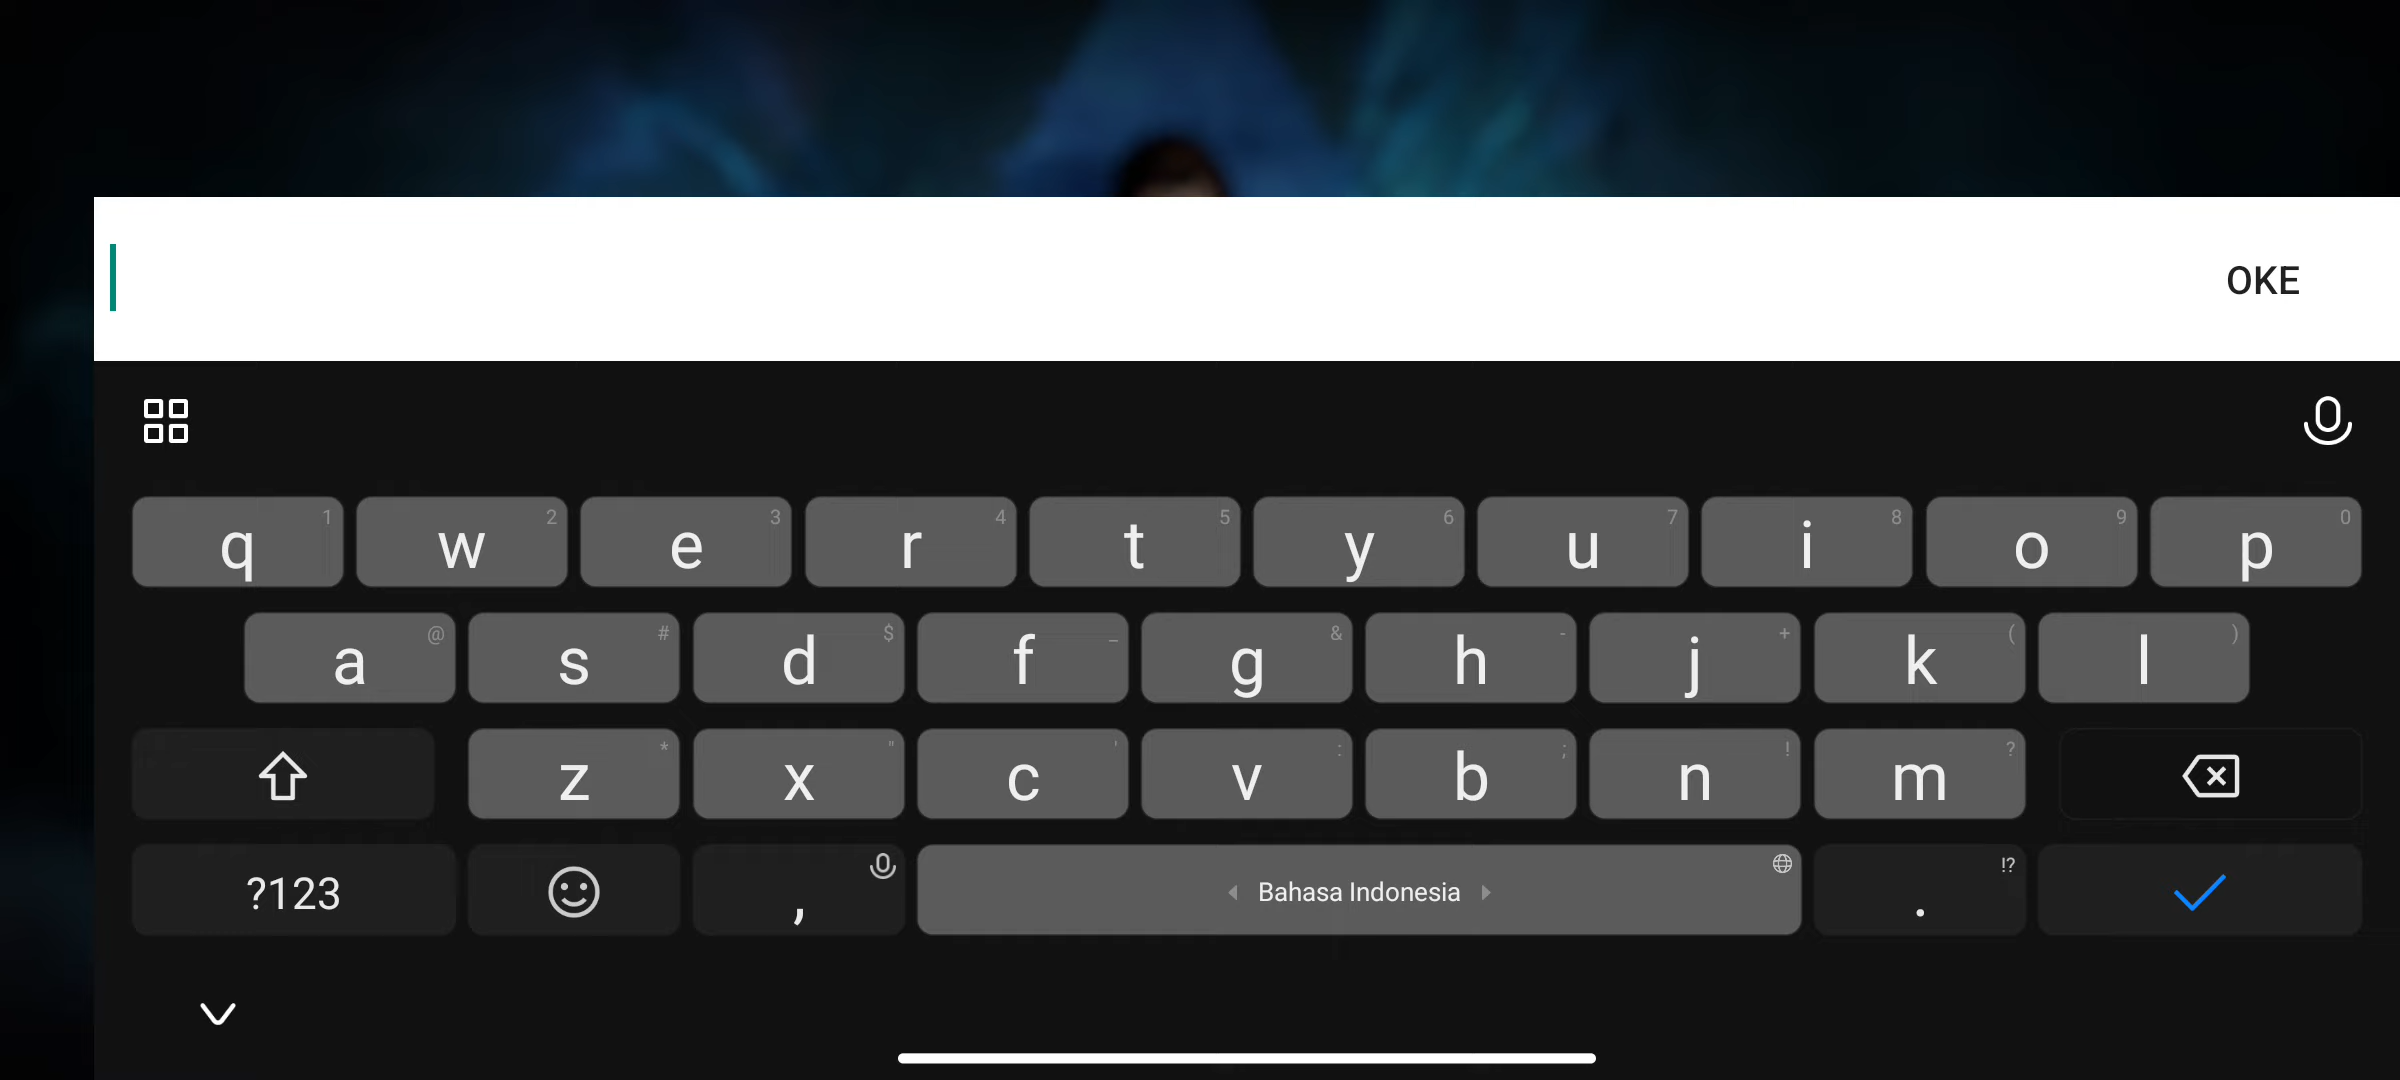 OKE
q 1 w 2 e 3 r 4 t 5 y 6 u 7 i 8 o 9 p 0
a @ s # d $ f _ g & h - j + k ( l )
z * x " c ' v : b ; n ! m ?
?123 , Bahasa Indonesia . !?